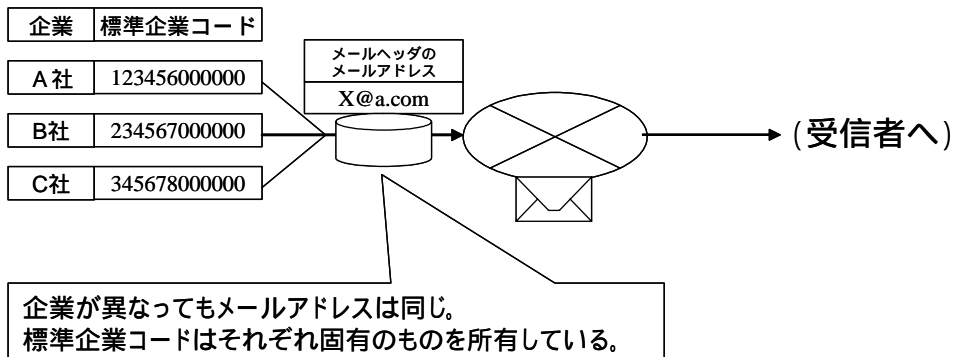 企業 標準企業コード
A社 123456000000
B社 234567000000
C社 345678000000
メールヘッダの
メールアドレス
X@a.com
(受信者へ)
企業が異なってもメールアドレスは同じ。
標準企業コードはそれぞれ固有のものを所有している。